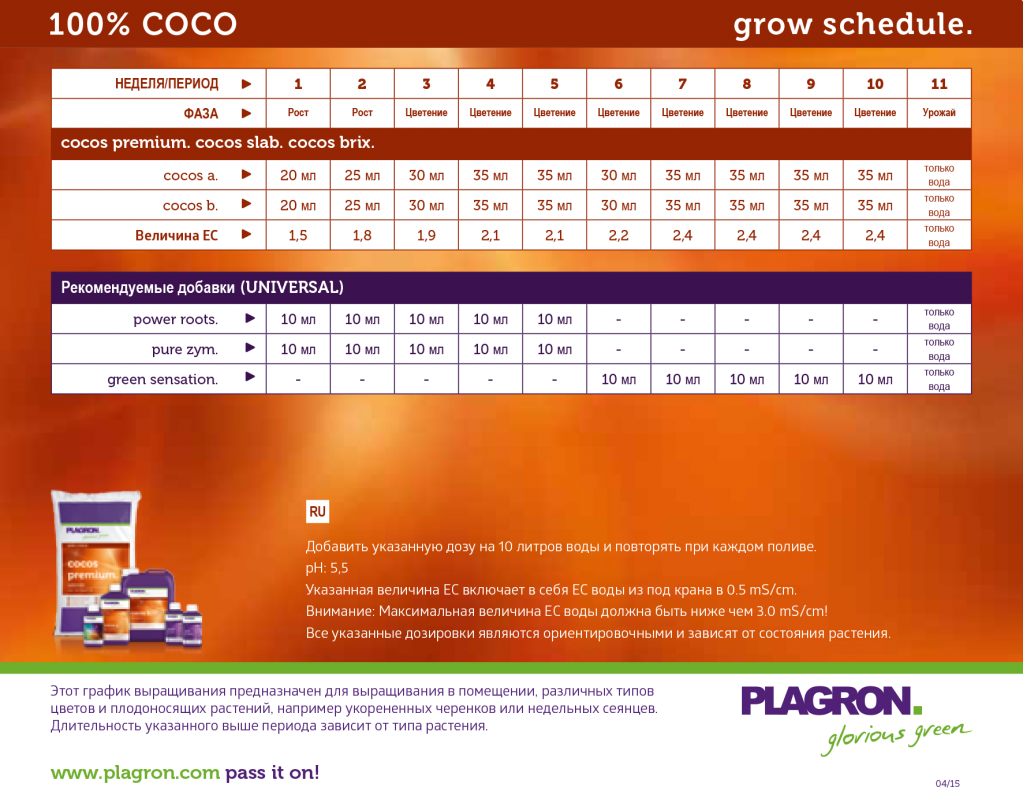 100% COCO grow schedule.
НЕДЕЛЯ/ПЕРИОД 1 2 3 4 5 6 7 8 9 10 11
ФАЗА Рост Рост Цветение Цветение Цветение Цветение Цветение Цветение Цветение Цветение Урожай
cocos premium. cocos slab. cocos brix.
cocos a. 20 мл 25 мл 30 мл 35 мл 35 мл 30 мл 35 мл 35 мл 35 мл 35 мл только вода
cocos b. 20 мл 25 мл 30 мл 35 мл 35 мл 30 мл 35 мл 35 мл 35 мл 35 мл только вода
Величина ЕС 1,5 1,8 1,9 2,1 2,1 2,2 2,4 2,4 2,4 2,4 только вода
Рекомендуемые добавки (UNIVERSAL)
power roots. 10 мл 10 мл 10 мл 10 мл 10 мл - - - - - только вода
pure zym. 10 мл 10 мл 10 мл 10 мл 10 мл - - - - - только вода
green sensation. - - - - - 10 мл 10 мл 10 мл 10 мл 10 мл только вода
PLAGRON.
cocos
premium.
RU
Добавить указанную дозу на 10 литров воды и повторять при каждом поливе.
pH: 5,5
Указанная величина ЕС включает в себя ЕС воды из под крана в 0.5 mS/cm.
Внимание: Максимальная величина ЕС воды должна быть ниже чем 3.0 mS/cm!
Все указанные дозировки являются ориентировочными и зависят от состояния растения.
Этот график выращивания предназначен для выращивания в помещении, различных типов
цветов и плодоносящих растений, например укорененных черенков или недельных сеянцев.
Длительность указанного выше периода зависит от типа растения.
PLAGRON.
glorious green
www.plagron.com pass it on!
04/15